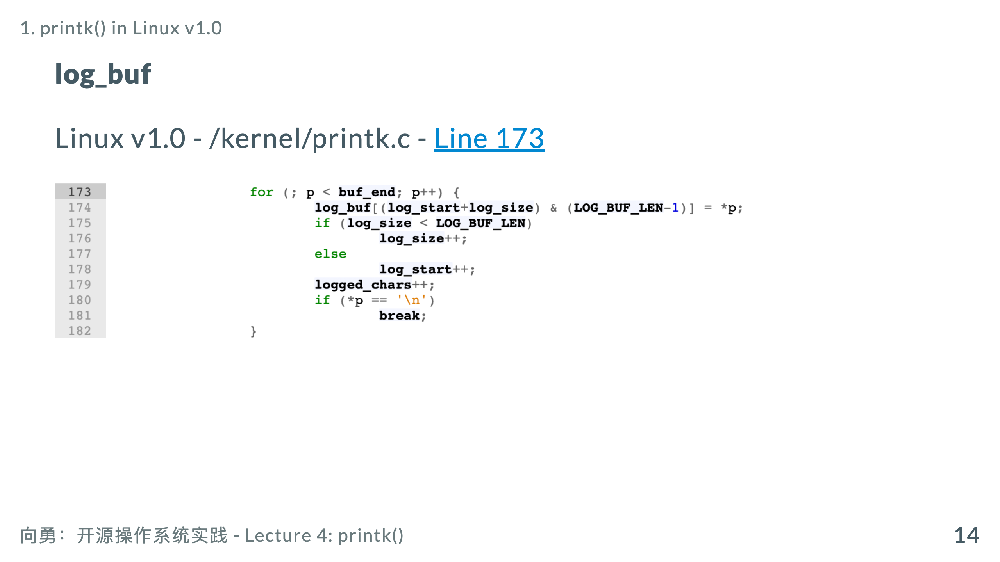 1. printk() in Linux v1.0
log_buf
Linux v1.0 - /kernel/printk.c - Line 173
173 for (; p < buf_end; p++) {
174 log_buf[(log_start+log_size) & (LOG_BUF_LEN-1)] = *p;
175 if (log_size < LOG_BUF_LEN)
176 log_size++;
177 else
178 log_start++;
179 logged_chars++;
180 if (*p == '\n')
181 break;
182 }
向勇：开源操作系统实践 - Lecture 4: printk()
14